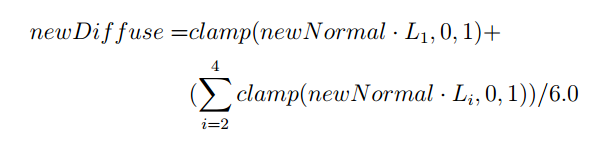 newDiffuse =clamp(newNormal · L₁, 0, 1)+
(∑_{i=2}^{4} clamp(newNormal · Lᵢ, 0, 1))/6.0